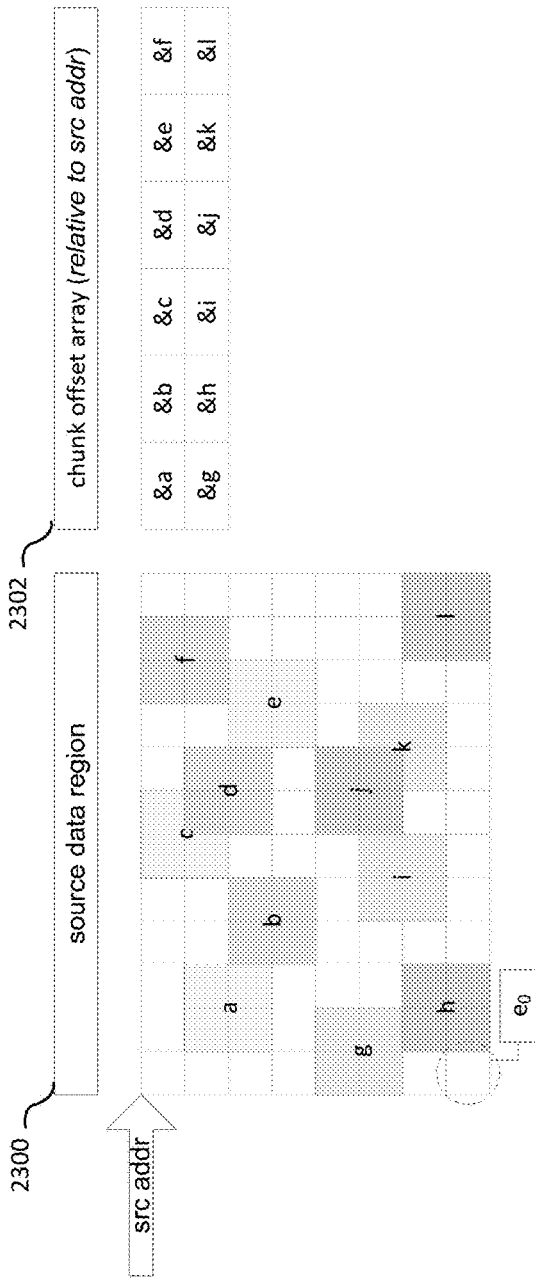 2300
source data region
src addr
c
f
a
d
b
e
g
j
i
k
h
l
e0
2302
chunk offset array (relative to src addr)
&a &b &c &d &e &f
&g &h &i &j &k &l